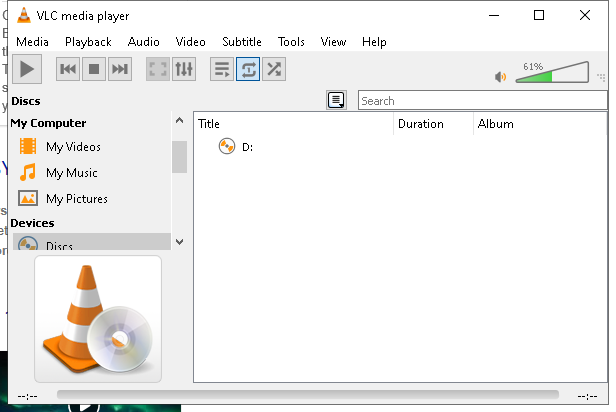 VLC media player
Media Playback Audio Video Subtitle Tools View Help
61%
Discs
Search
My Computer
Title Duration Album
My Videos
D:
My Music
My Pictures
Devices
Discs
--:-- --:--